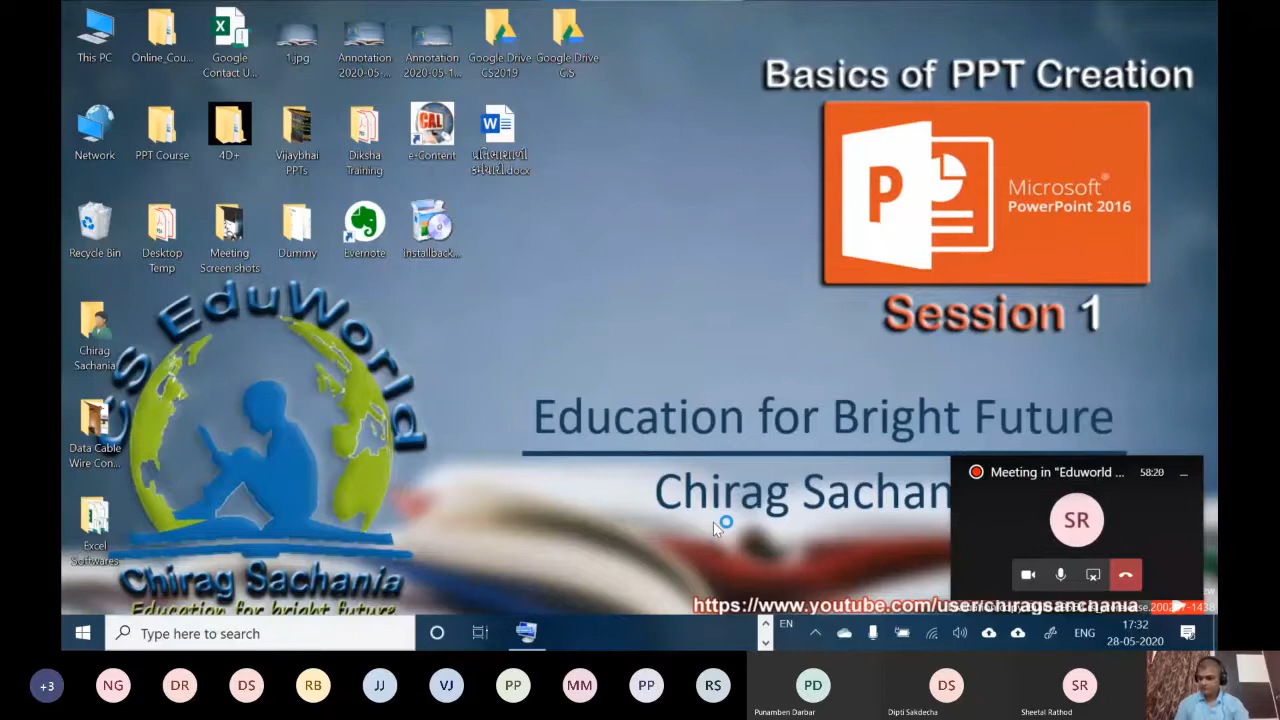 This PC
Online_Cou...
Google
Contact U...
1.jpg
Annotation
2020-05-...
Annotation
2020-05-1...
Google Drive
CS2019
Google Drive
C.S
Network
PPT Course
4D+
Vijaybhai
PPTs
Diksha
Training
CAL
e-Content
Recycle Bin
Desktop
Temp
Meeting
Screen shots
Dummy
Evernote
Installback...
Chirag
Sachania
Data Cable
Wire Con...
Excel
Softwares
CS EduWorld
Chirag Sachania
Education for bright future
Basics of PPT Creation
P
Microsoft®
PowerPoint 2016
Session 1
Education for Bright Future
Chirag Sachan
Meeting in "Eduworld ...
58:20
SR
https://www.youtube.com/user/chiragsachania
Type here to search
EN
ENG
17:32
28-05-2020
+3
NG
DR
DS
RB
JJ
VJ
PP
MM
PP
RS
PD
Punamben Darbar
DS
Dipti Sakdecha
SR
Sheetal Rathod